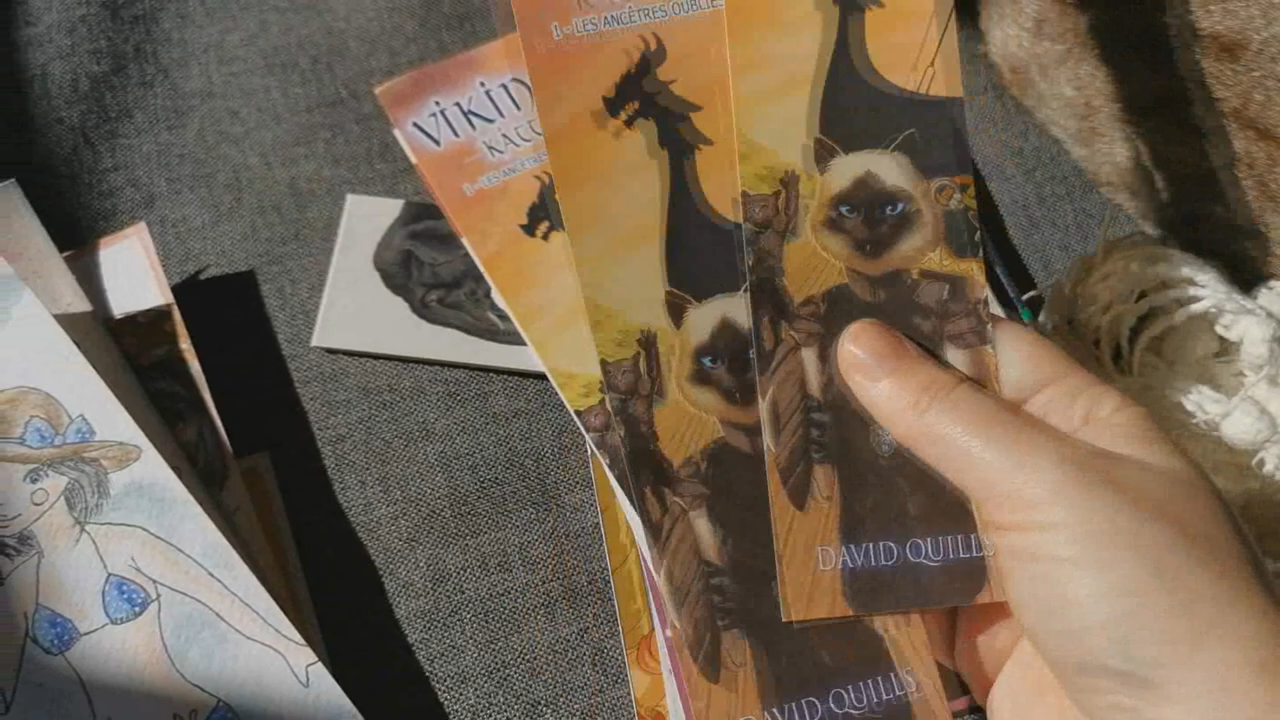 1 - LES ANCÊTRES OUBLIÉS
VIKIN
KATT
1 - LES ANCÊTRES
DAVID QUILLS
DAVID QUILLS